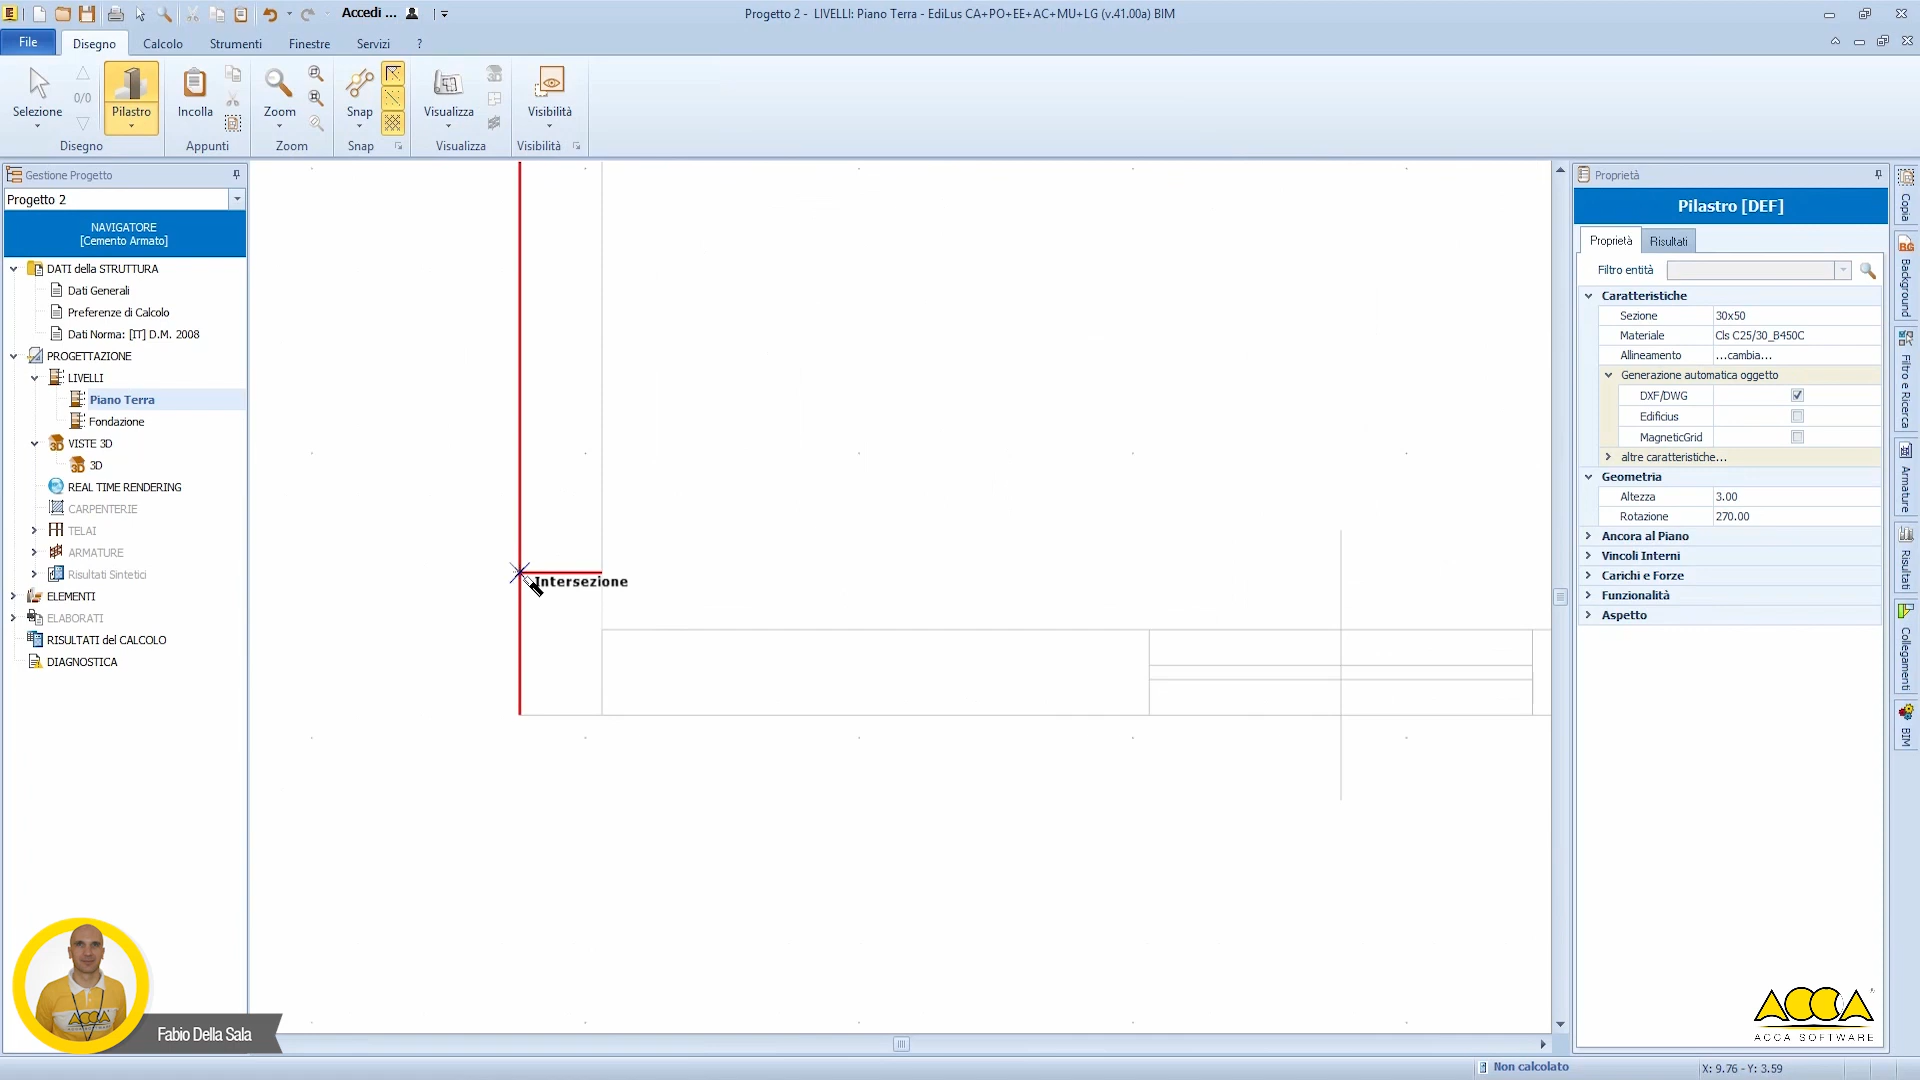 Accedi ...
Progetto 2 - LIVELLI: Piano Terra - EdiLus CA+PO+EE+AC+MU+LG (v.41.00a) BIM
File
Disegno
Calcolo
Strumenti
Finestre
Servizi
?
Selezione
0/0
Pilastro
Incolla
Zoom
Snap
Visualizza
Visibilità
Disegno
Appunti
Zoom
Snap
Visualizza
Visibilità
Gestione Progetto
Progetto 2
NAVIGATORE
[Cemento Armato]
DATI della STRUTTURA
Dati Generali
Preferenze di Calcolo
Dati Norma: [IT] D.M. 2008
PROGETTAZIONE
LIVELLI
Piano Terra
Fondazione
VISTE 3D
3D
REAL TIME RENDERING
CARPENTERIE
TELAI
ARMATURE
Risultati Sintetici
ELEMENTI
ELABORATI
RISULTATI del CALCOLO
DIAGNOSTICA
Intersezione
Proprietà
Pilastro [DEF]
Proprietà
Risultati
Filtro entità
Caratteristiche
Sezione 30x50
Materiale Cls C25/30_B450C
Allineamento ...cambia...
Generazione automatica oggetto
DXF/DWG
Edificius
MagneticGrid
altre caratteristiche...
Geometria
Altezza 3.00
Rotazione 270.00
Ancora al Piano
Vincoli Interni
Carichi e Forze
Funzionalità
Aspetto
Copia
BG
Background
Filtro e Ricerca
Armature
Risultati
Collegamenti
BIM
ACCA
Fabio Della Sala
ACCA
ACCA SOFTWARE
Non calcolato
X: 9.76 - Y: 3.59